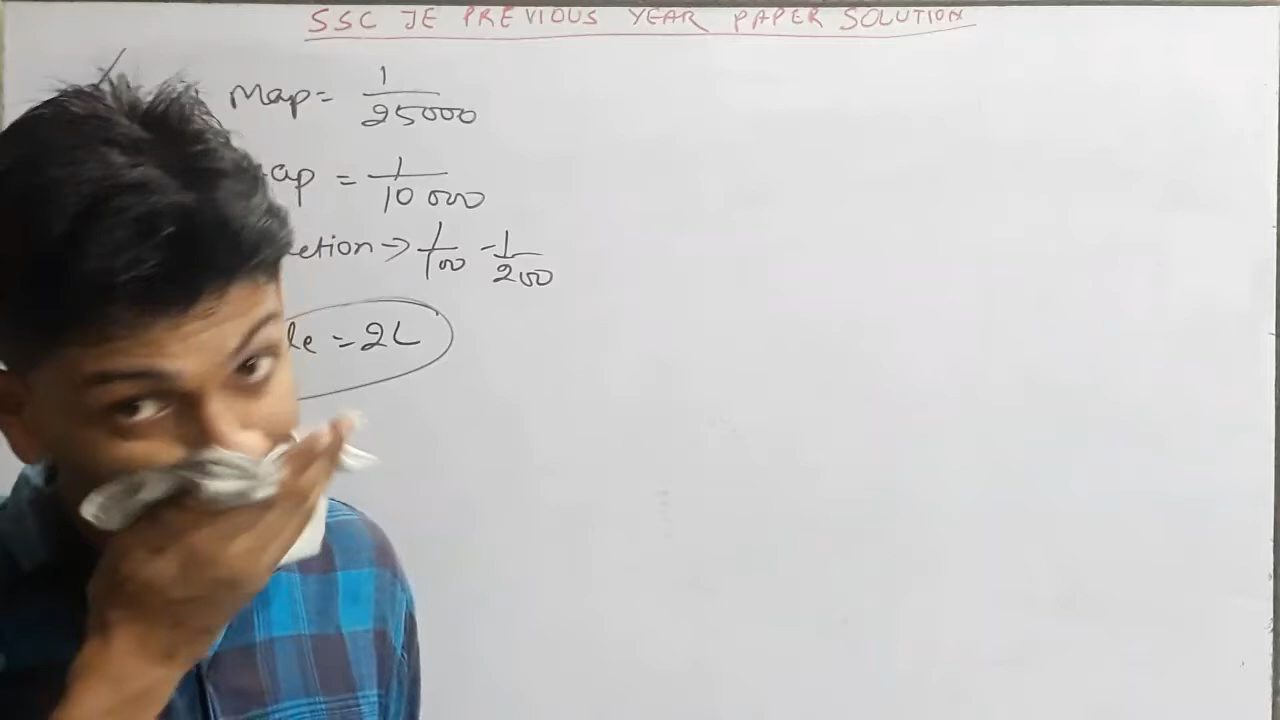 SSC JE PREVIOUS YEAR PAPER SOLUTION
Map = 1/25000
ap = 1/10000
ction → 1/100 - 1/200
le = 2L